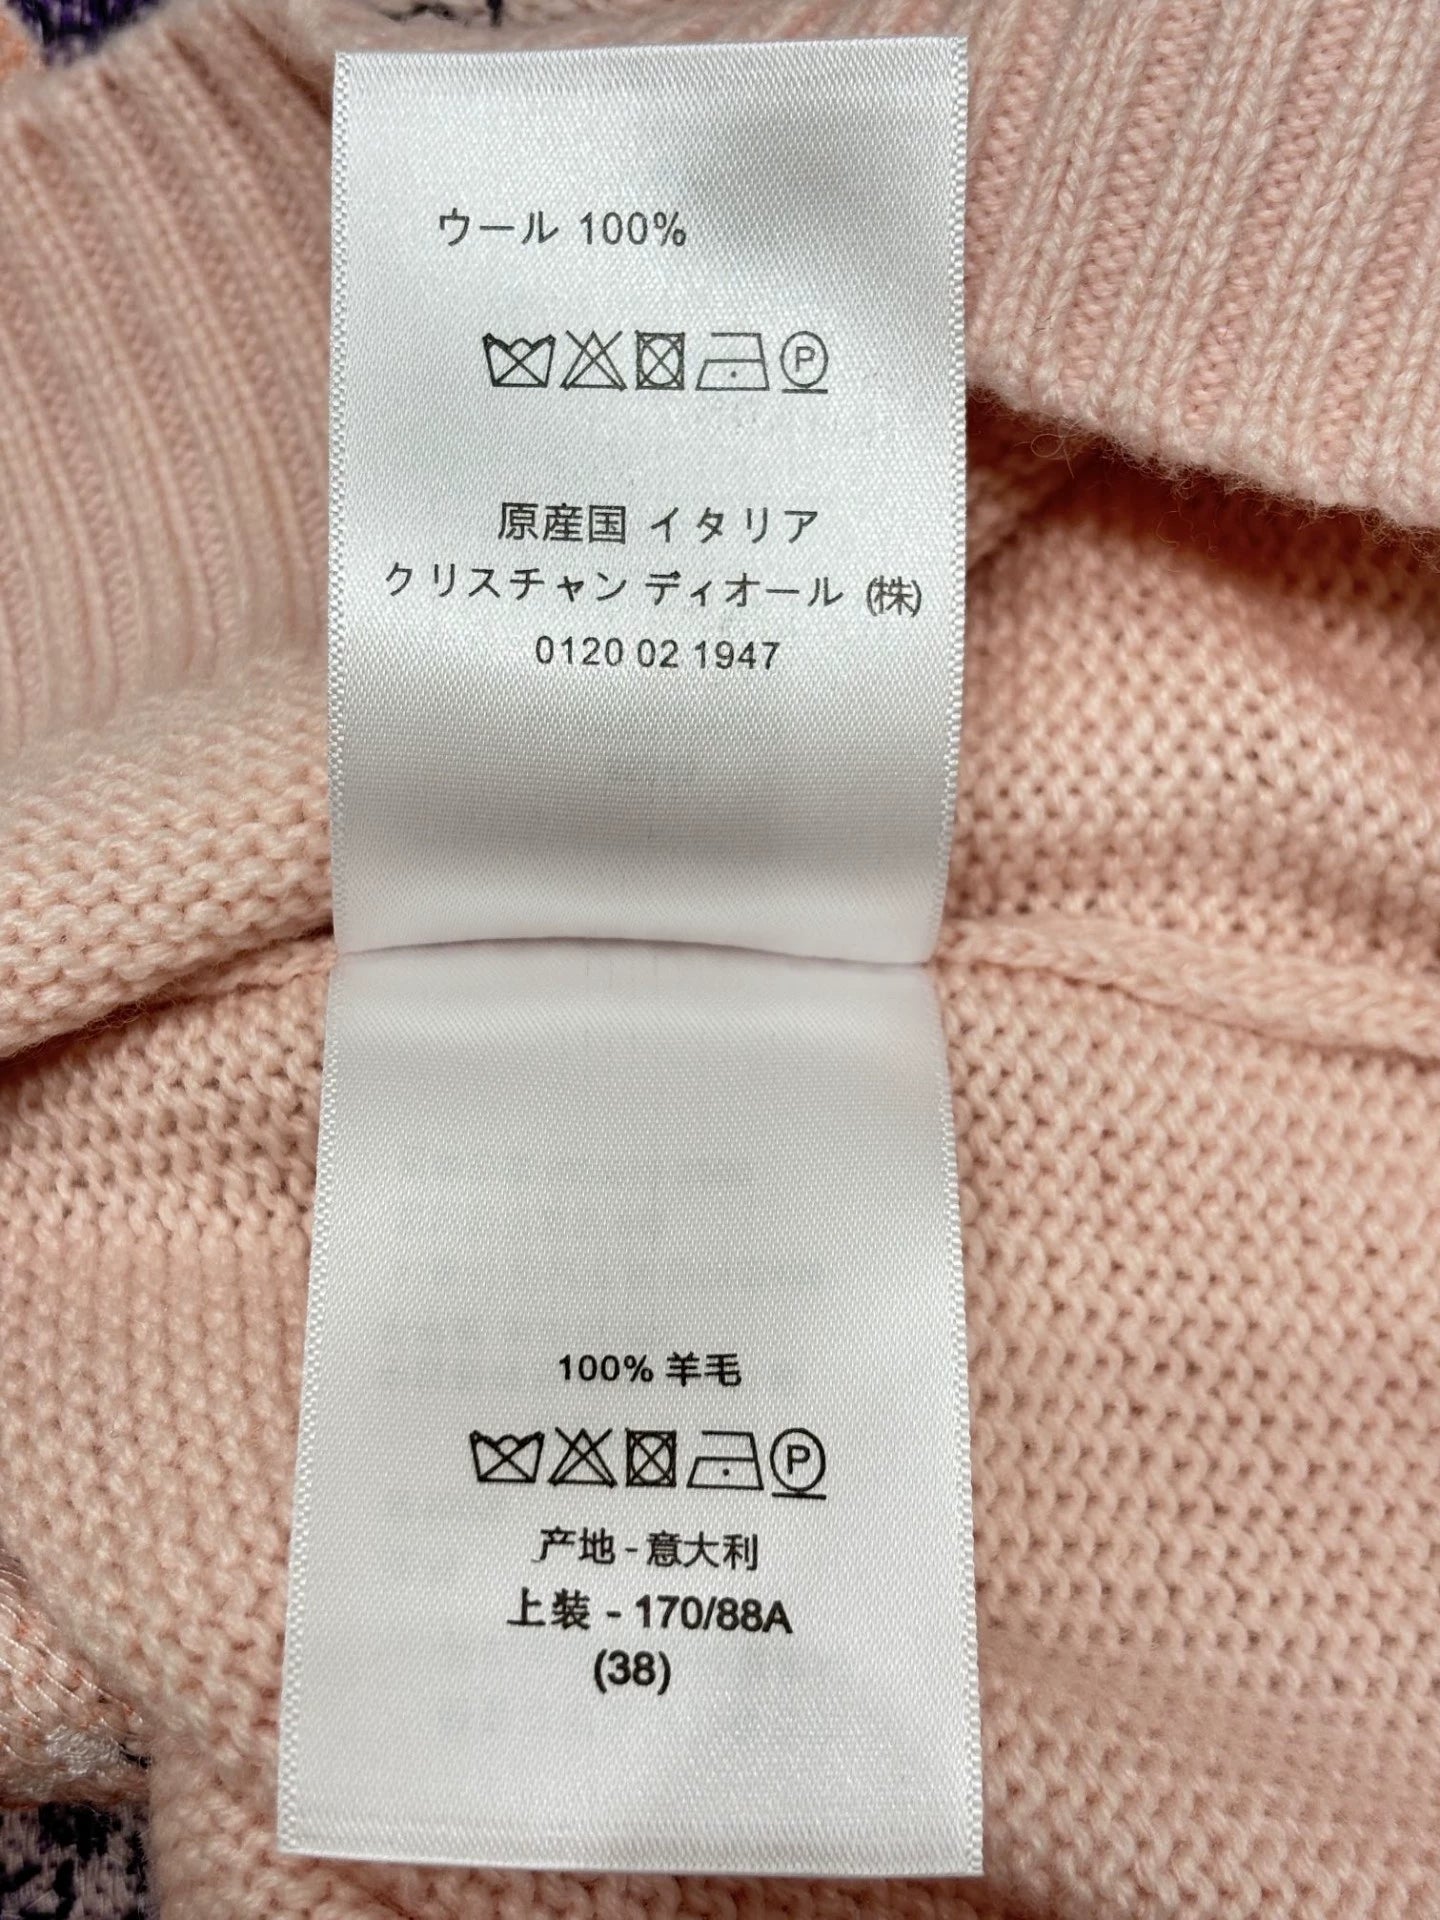 ウール 100%
P
原産国 イタリア
クリスチャン ディオール (株)
0120 02 1947
100% 羊毛
P
产地 - 意大利
上装 - 170/88A
(38)